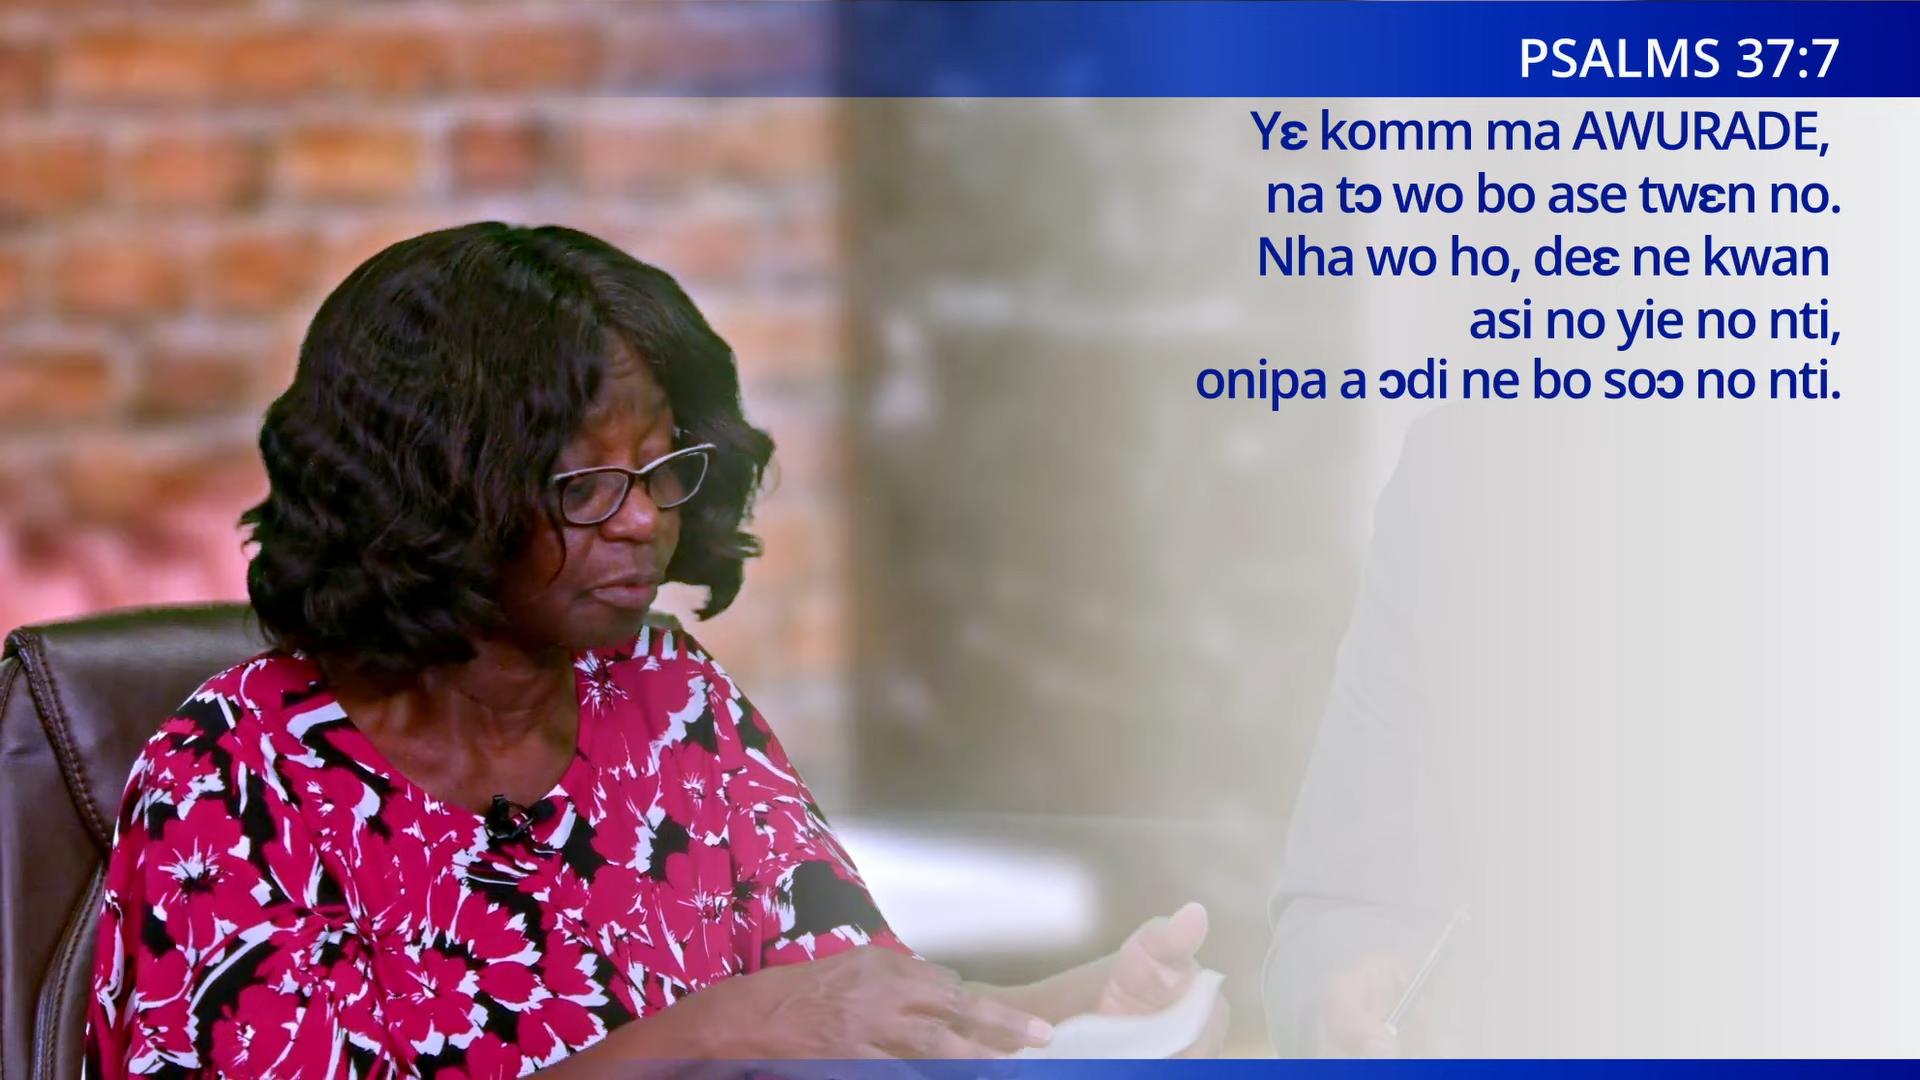 PSALMS 37:7
Yɛ komm ma AWURADE,
na tɔ wo bo ase twɛn no.
Nha wo ho, deɛ ne kwan
asi no yie no nti,
onipa a ɔdi ne bo soɔ no nti.